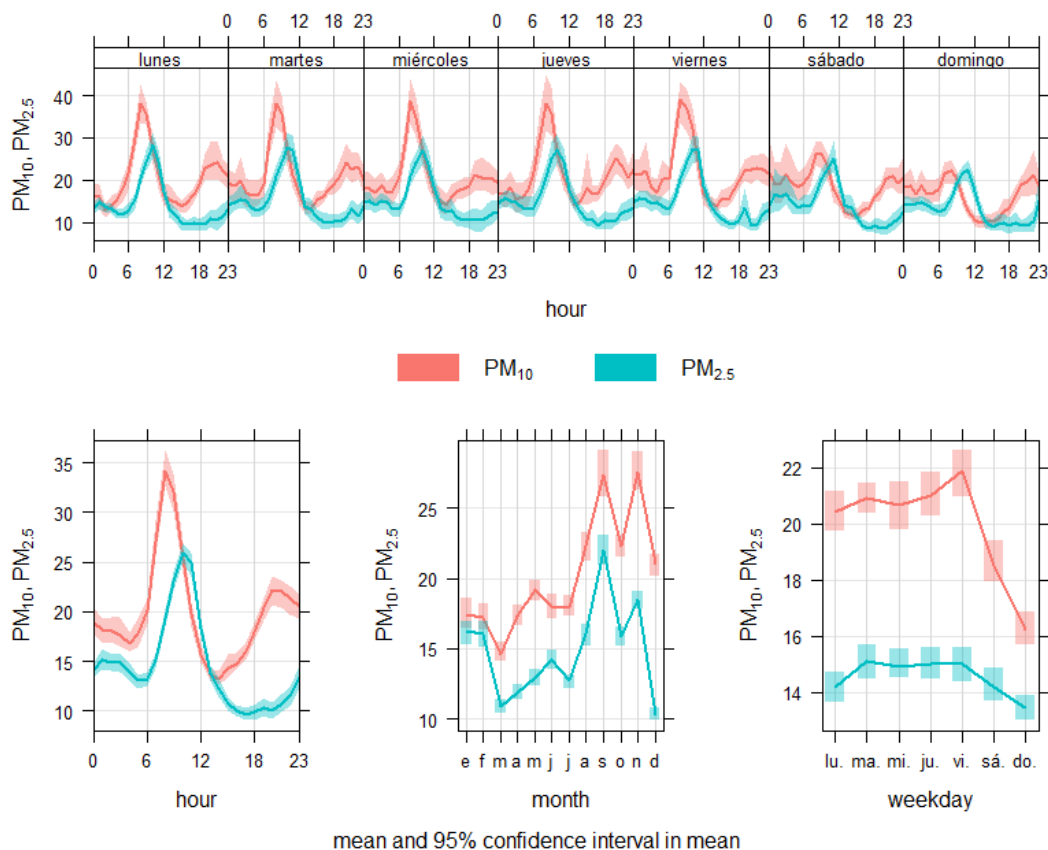 0 6 12 18 23 0 6 12 18 23 0 6 12 18 23
lunes martes miércoles jueves viernes sábado domingo
PM10, PM2.5
40
30
20
10
0 6 12 18 23 0 6 12 18 23 0 6 12 18 23 0 6 12 18 23
hour
PM10 PM2.5
PM10, PM2.5
35
30
25
20
15
10
0 6 12 18 23
hour
PM10, PM2.5
25
20
15
10
e f m a m j j a s o n d
month
PM10, PM2.5
22
20
18
16
14
lu. ma. mi. ju. vi. sá. do.
weekday
mean and 95% confidence interval in mean